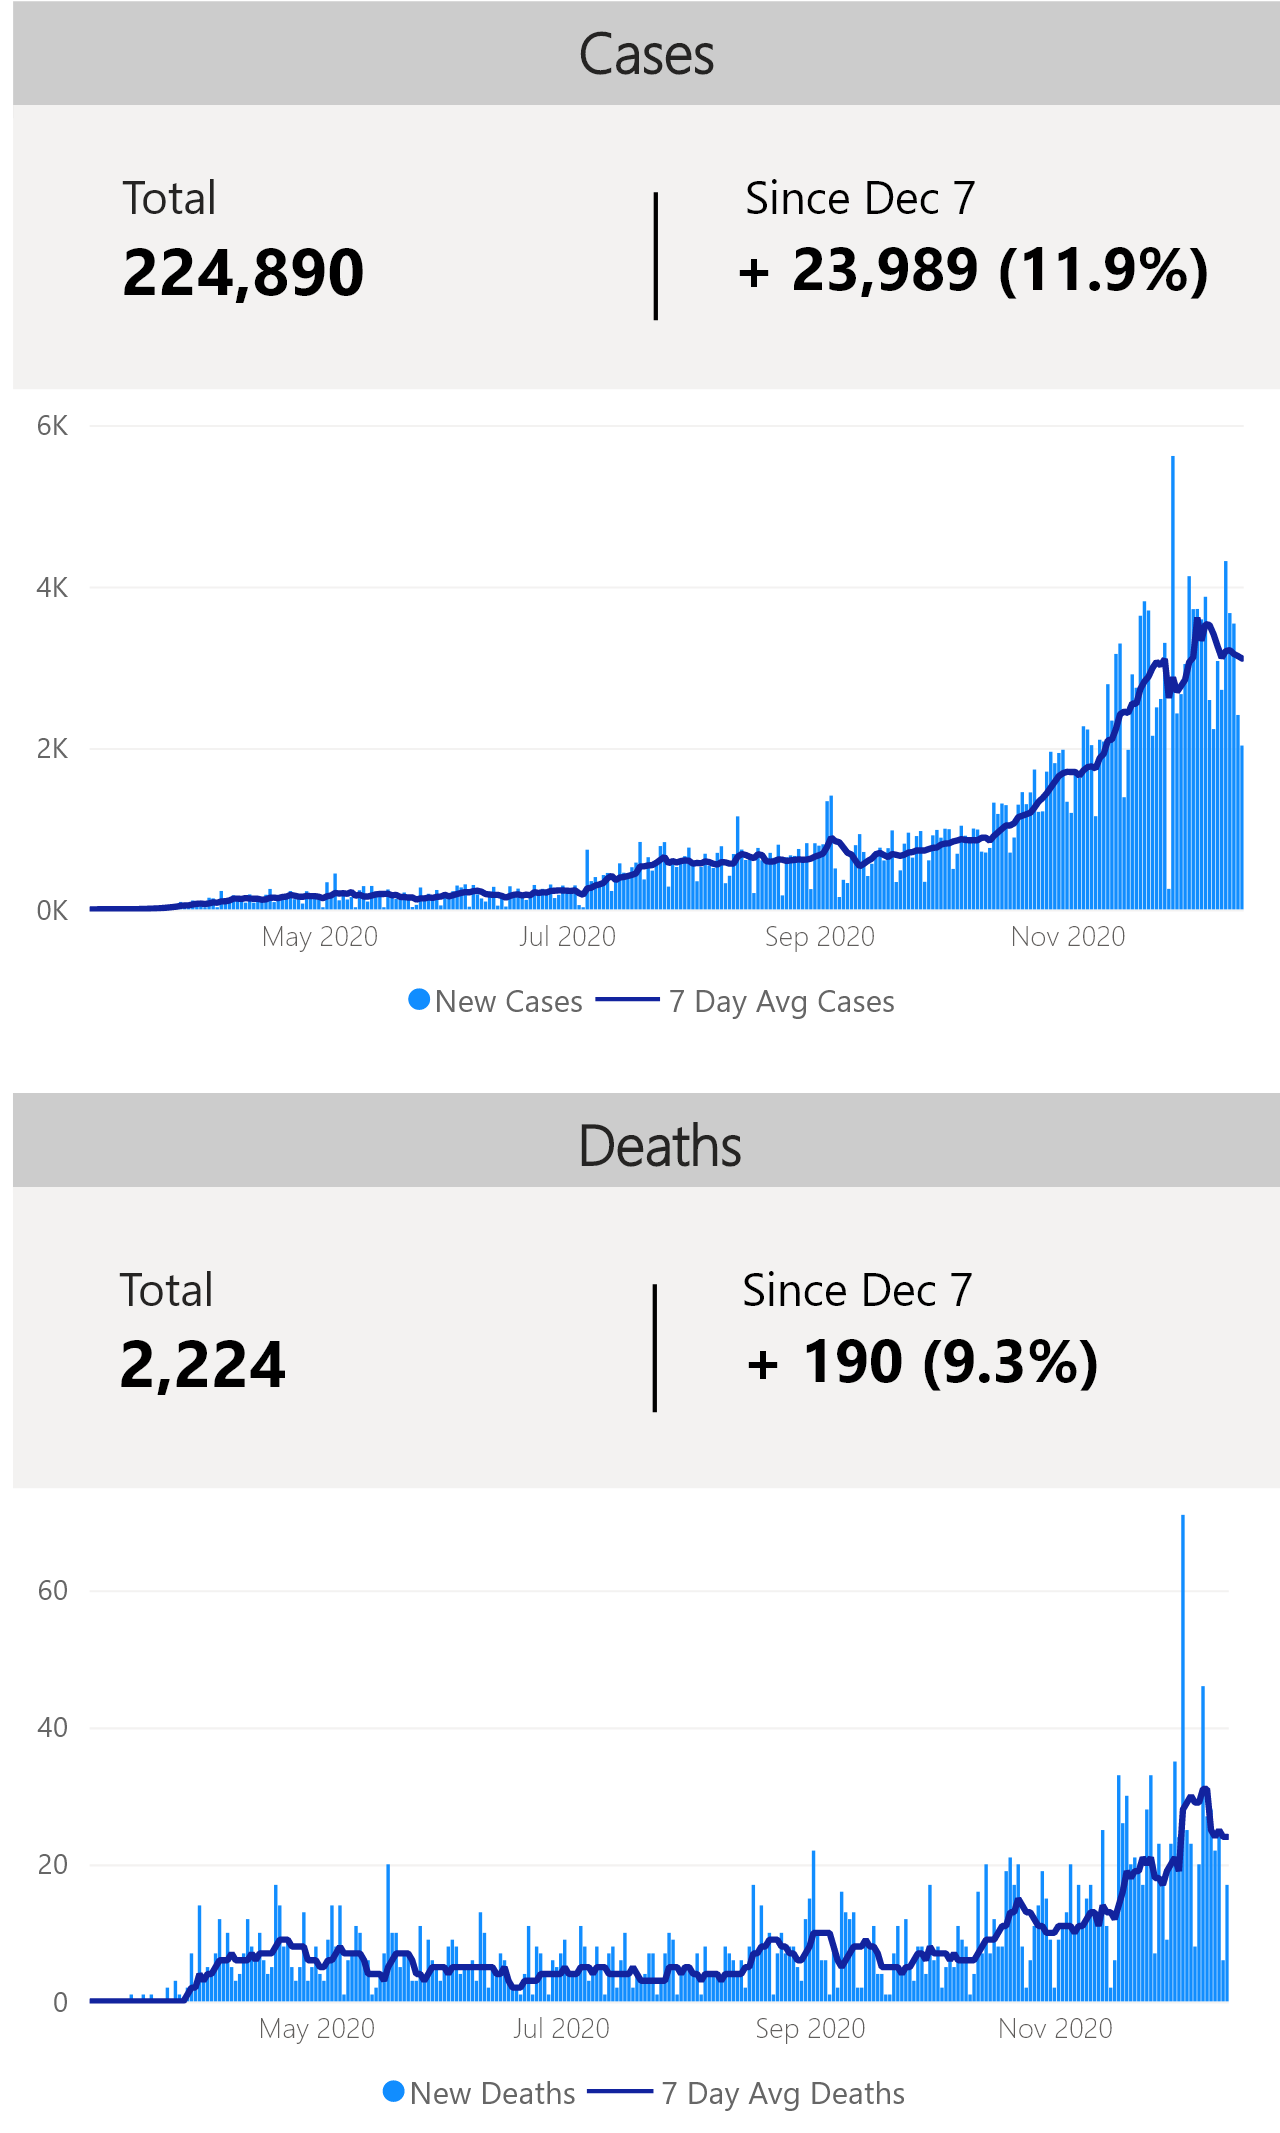 Cases
Total
Since Dec 7
224,890
+ 23,989 (11.9%)
6K
4K
2K
0K
May 2020
Jul 2020
Sep 2020
Nov 2020
New Cases
7 Day Avg Cases
Deaths
Total
Since Dec 7
2,224
+ 190 (9.3%)
60
40
20
0
May 2020
Jul 2020
Sep 2020
Nov 2020
New Deaths
7 Day Avg Deaths